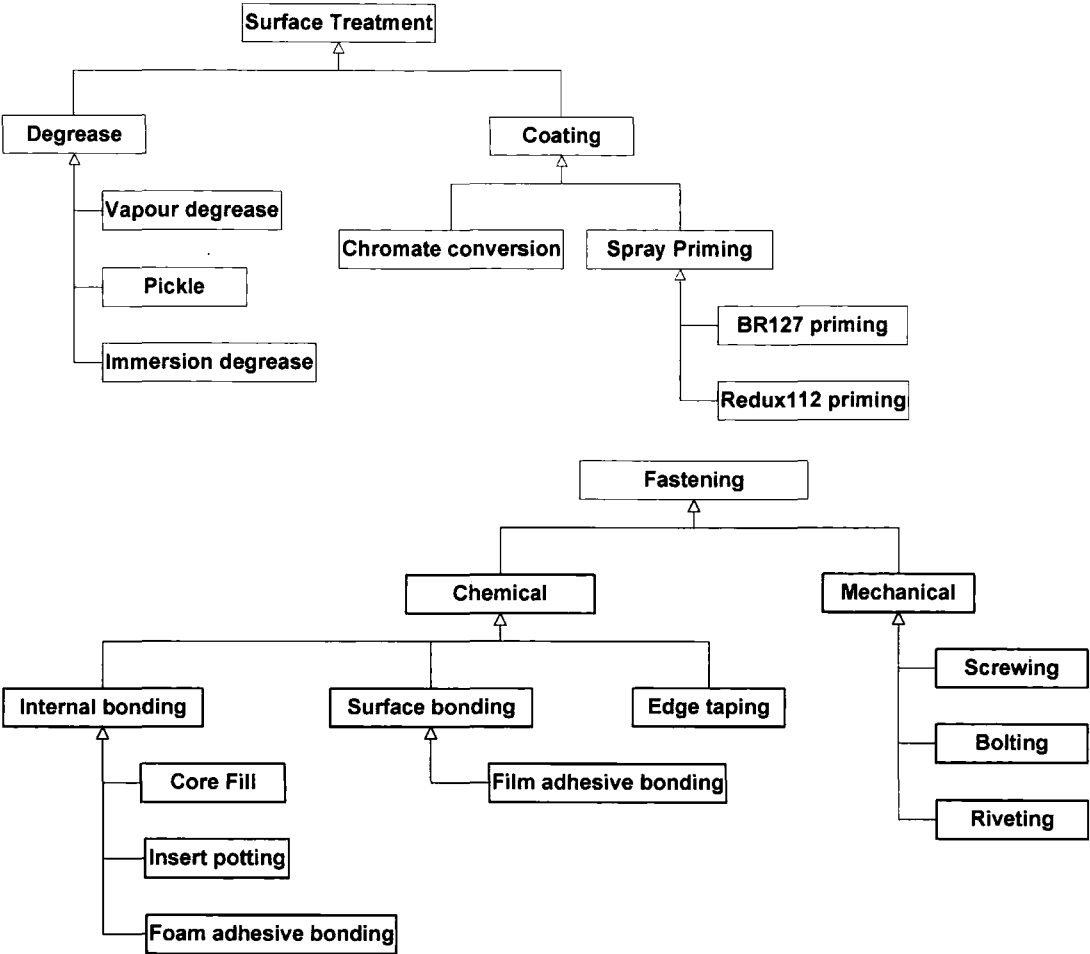 Surface Treatment
Degrease
Coating
Vapour degrease
Chromate conversion
Spray Priming
Pickle
BR127 priming
Immersion degrease
Redux112 priming
Fastening
Chemical
Mechanical
Screwing
Internal bonding
Surface bonding
Edge taping
Bolting
Core Fill
Film adhesive bonding
Riveting
Insert potting
Foam adhesive bonding